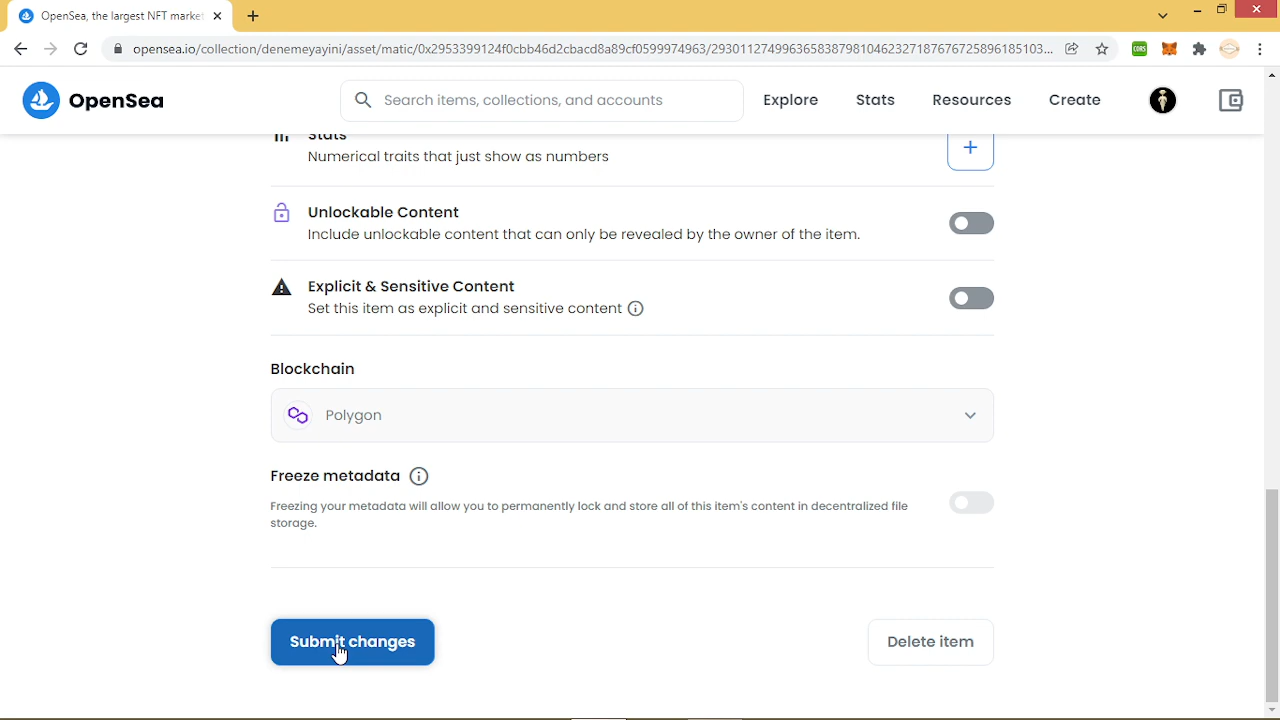 OpenSea, the largest NFT market
opensea.io/collection/denemeyayini/asset/matic/0x2953399124f0cbb46d2cbacd8a89cf0599974963/29301127499636583879810462327187676725896185103...
CORS
OpenSea
Search items, collections, and accounts
Explore
Stats
Resources
Create
Stats
Numerical traits that just show as numbers
+
Unlockable Content
Include unlockable content that can only be revealed by the owner of the item.
Explicit & Sensitive Content
Set this item as explicit and sensitive content
Blockchain
Polygon
Freeze metadata
Freezing your metadata will allow you to permanently lock and store all of this item's content in decentralized file
storage.
Submit changes
Delete item